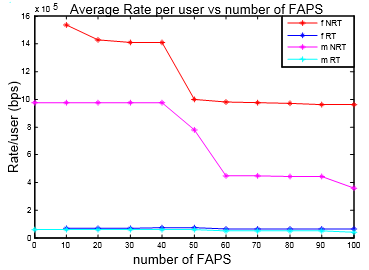 Average Rate per user vs number of FAPS
x 10 5
16
14
12
10
8
6
4
2
0
Rate/user (bps)
f NRT
f RT
m NRT
m RT
0 10 20 30 40 50 60 70 80 90 100
number of FAPS